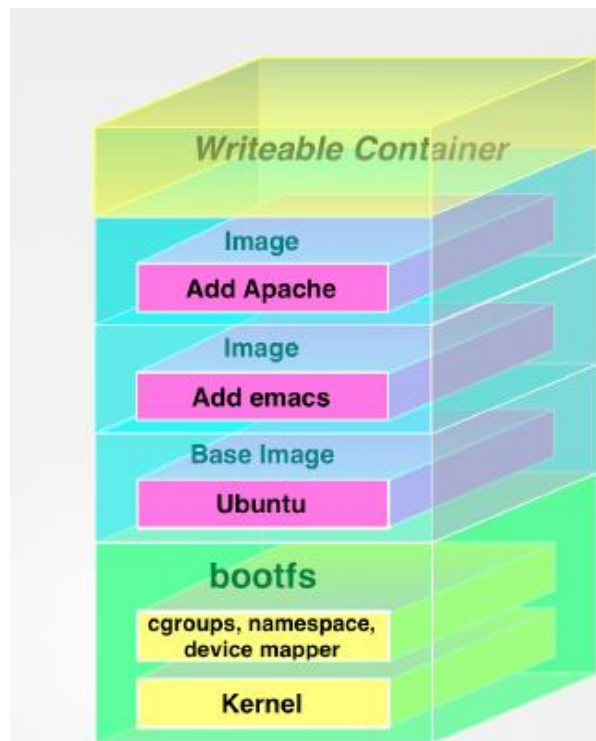 Writeable Container
Image
Add Apache
Image
Add emacs
Base Image
Ubuntu
bootfs
cgroups, namespace,
device mapper
Kernel